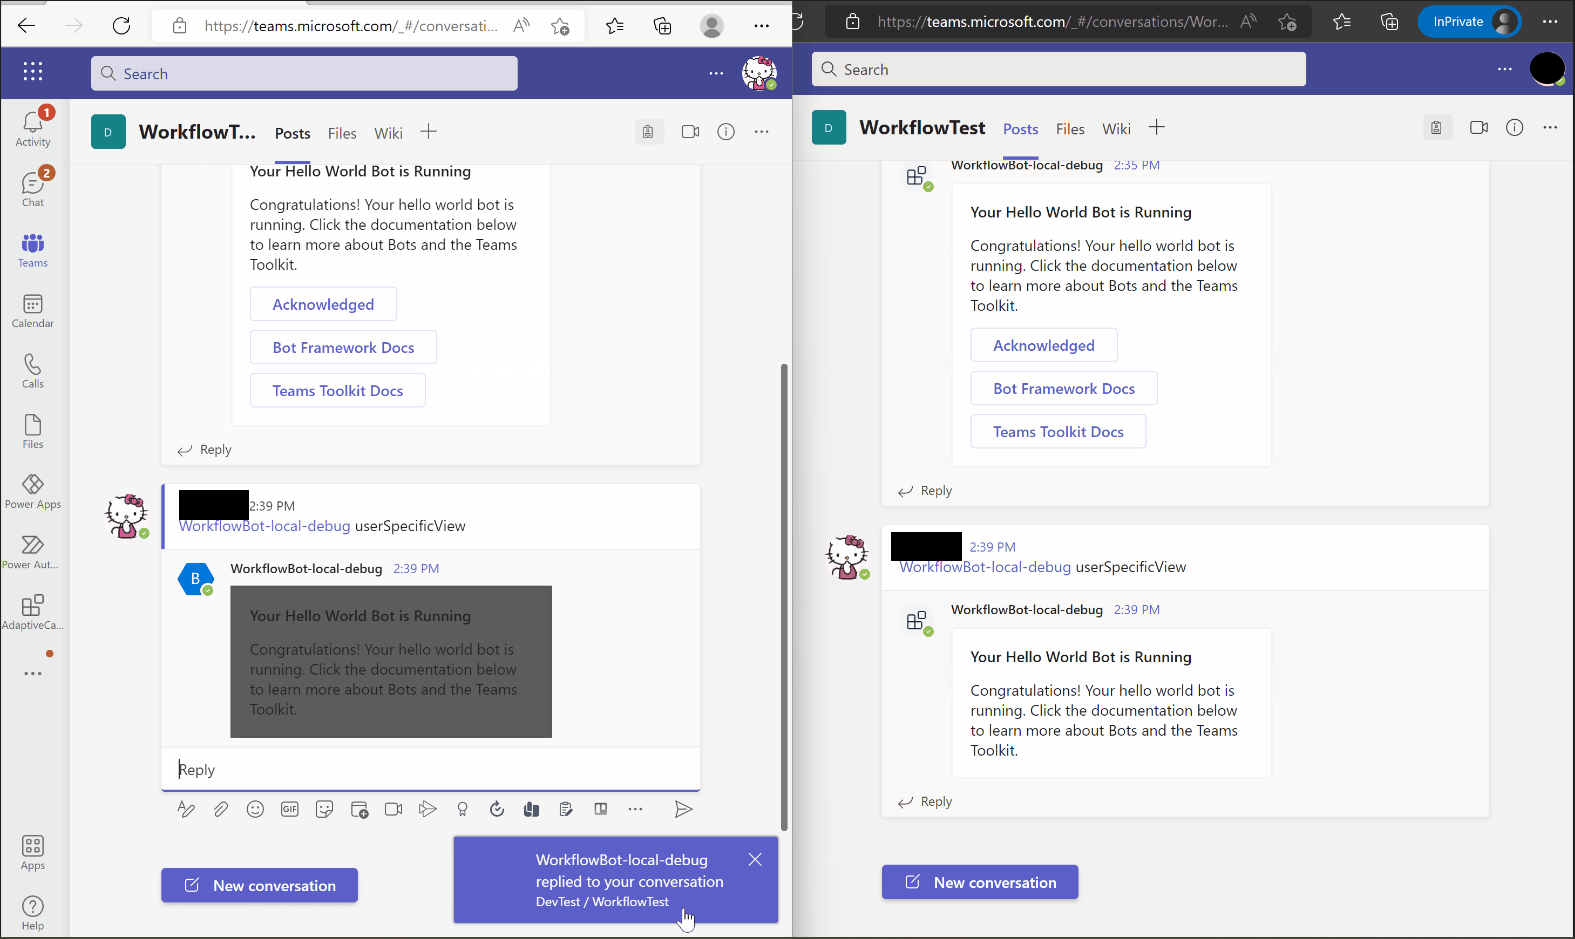 https://teams.microsoft.com/_#/conversati...
Search
1
Activity
2
Chat
Teams
Calendar
Calls
Files
Power Apps
Power Aut...
AdaptiveCa...
Apps
Help
D
WorkflowT...
Posts
Files
Wiki
Your Hello World Bot is Running
Congratulations! Your hello world bot is
running. Click the documentation below
to learn more about Bots and the Teams
Toolkit.
Acknowledged
Bot Framework Docs
Teams Toolkit Docs
Reply
2:39 PM
WorkflowBot-local-debug userSpecificView
B
WorkflowBot-local-debug 2:39 PM
Your Hello World Bot is Running
Congratulations! Your hello world bot is
running. Click the documentation below
to learn more about Bots and the Teams
Toolkit.
Reply
GIF
New conversation
WorkflowBot-local-debug
replied to your conversation
DevTest / WorkflowTest
https://teams.microsoft.com/_#/conversations/Wor...
InPrivate
Search
D
WorkflowTest
Posts
Files
Wiki
WorkflowBot-local-debug 2:35 PM
Your Hello World Bot is Running
Congratulations! Your hello world bot is
running. Click the documentation below
to learn more about Bots and the Teams
Toolkit.
Acknowledged
Bot Framework Docs
Teams Toolkit Docs
Reply
2:39 PM
WorkflowBot-local-debug userSpecificView
WorkflowBot-local-debug 2:39 PM
Your Hello World Bot is Running
Congratulations! Your hello world bot is
running. Click the documentation below
to learn more about Bots and the Teams
Toolkit.
Reply
New conversation